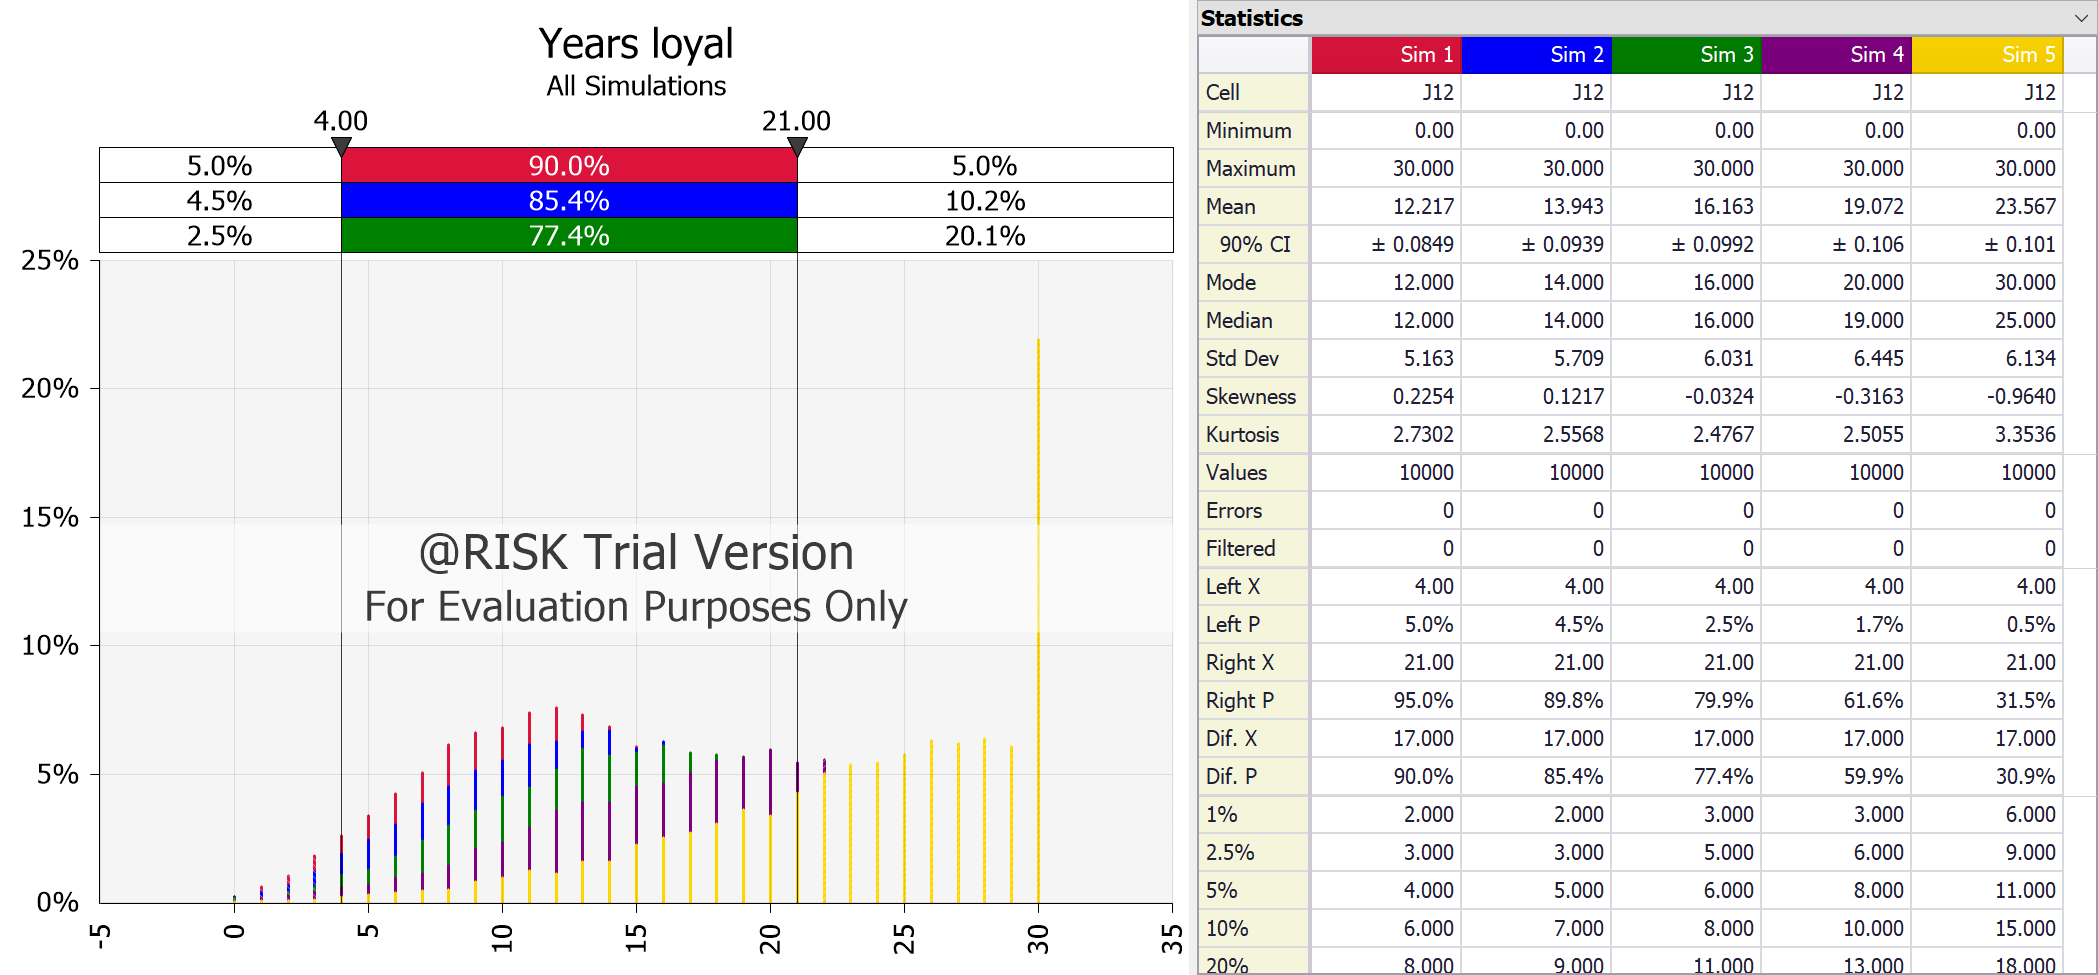 Years loyal
All Simulations
4.00 21.00
5.0% 90.0% 5.0%
4.5% 85.4% 10.2%
2.5% 77.4% 20.1%
25%
20%
15%
10%
5%
0%
@RISK Trial Version
For Evaluation Purposes Only
-5 0 5 10 15 20 25 30 35
Statistics
Sim 1 Sim 2 Sim 3 Sim 4 Sim 5
Cell J12 J12 J12 J12 J12
Minimum 0.00 0.00 0.00 0.00 0.00
Maximum 30.000 30.000 30.000 30.000 30.000
Mean 12.217 13.943 16.163 19.072 23.567
90% CI ± 0.0849 ± 0.0939 ± 0.0992 ± 0.106 ± 0.101
Mode 12.000 14.000 16.000 20.000 30.000
Median 12.000 14.000 16.000 19.000 25.000
Std Dev 5.163 5.709 6.031 6.445 6.134
Skewness 0.2254 0.1217 -0.0324 -0.3163 -0.9640
Kurtosis 2.7302 2.5568 2.4767 2.5055 3.3536
Values 10000 10000 10000 10000 10000
Errors 0 0 0 0 0
Filtered 0 0 0 0 0
Left X 4.00 4.00 4.00 4.00 4.00
Left P 5.0% 4.5% 2.5% 1.7% 0.5%
Right X 21.00 21.00 21.00 21.00 21.00
Right P 95.0% 89.8% 79.9% 61.6% 31.5%
Dif. X 17.000 17.000 17.000 17.000 17.000
Dif. P 90.0% 85.4% 77.4% 59.9% 30.9%
1% 2.000 2.000 3.000 3.000 6.000
2.5% 3.000 3.000 5.000 6.000 9.000
5% 4.000 5.000 6.000 8.000 11.000
10% 6.000 7.000 8.000 10.000 15.000
20% 8.000 9.000 11.000 13.000 18.000